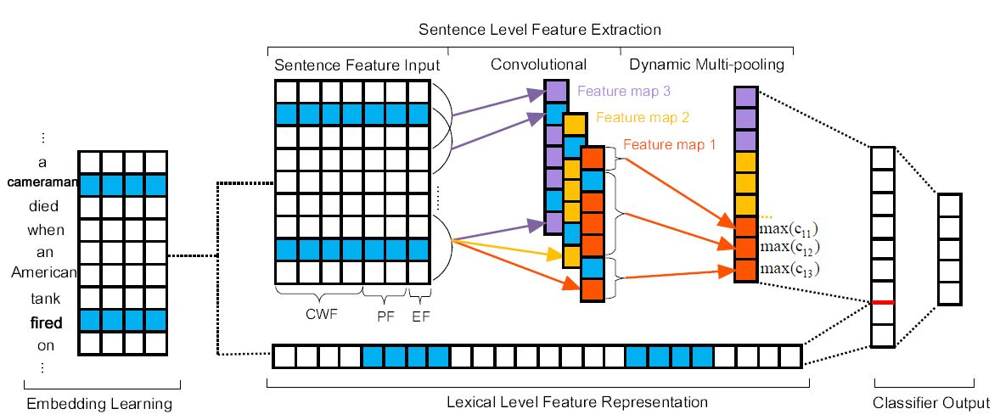 Sentence Level Feature Extraction
Sentence Feature Input
Convolutional
Dynamic Multi-pooling
Feature map 3
Feature map 2
Feature map 1
...
a
cameraman
died
when
an
American
tank
fired
on
...
......
....
max(c11)
max(c12)
max(c13)
CWF
PF
EF
Embedding Learning
Lexical Level Feature Representation
Classifier Output